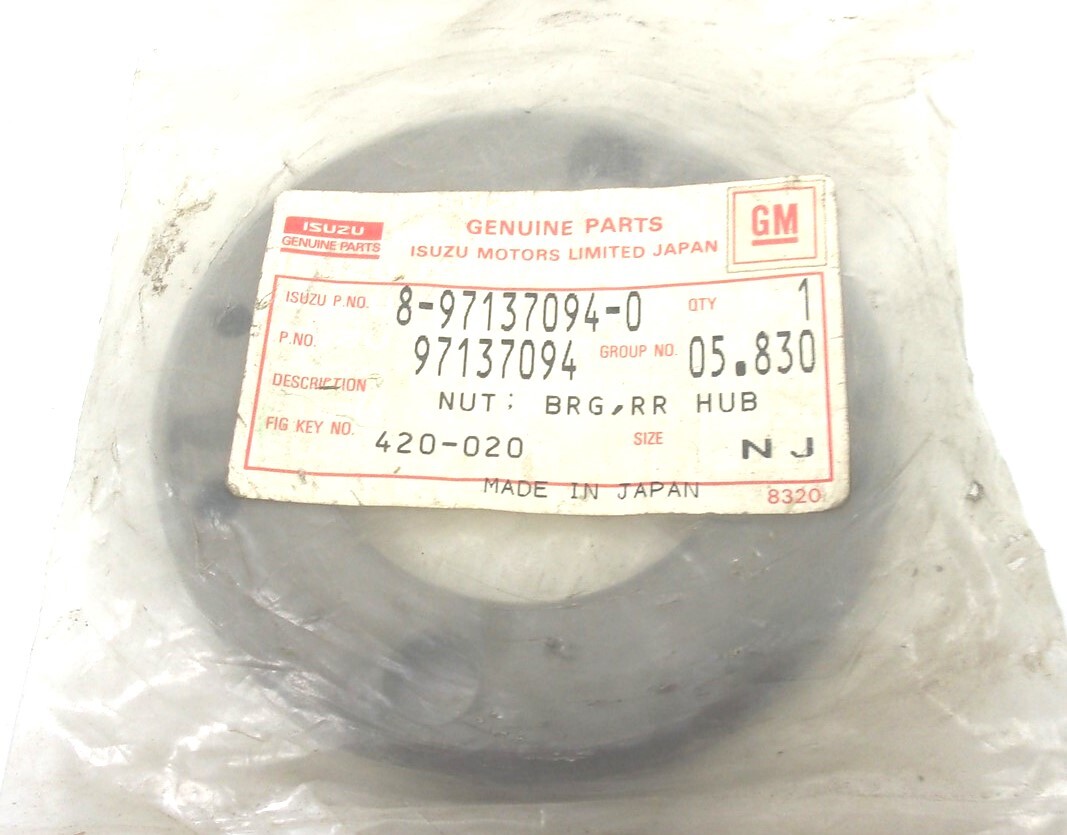 ISUZU
GENUINE PARTS
GENUINE PARTS
ISUZU MOTORS LIMITED JAPAN
GM
ISUZU P.NO. 8-97137094-0 QTY 1
P.NO. 97137094 GROUP NO. 05.830
DESCRIPTION NUT; BRG,RR HUB
FIG KEY NO. 420-020 SIZE NJ
MADE IN JAPAN 8320